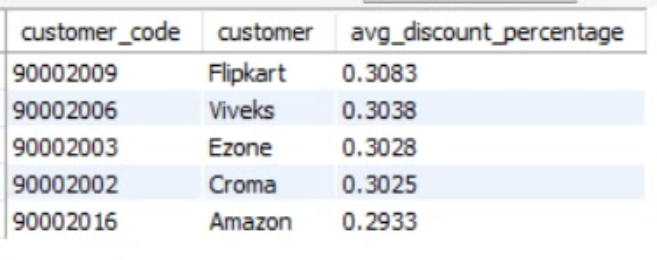 customer_code customer avg_discount_percentage
90002009 Flipkart 0.3083
90002006 Viveks 0.3038
90002003 Ezone 0.3028
90002002 Croma 0.3025
90002016 Amazon 0.2933